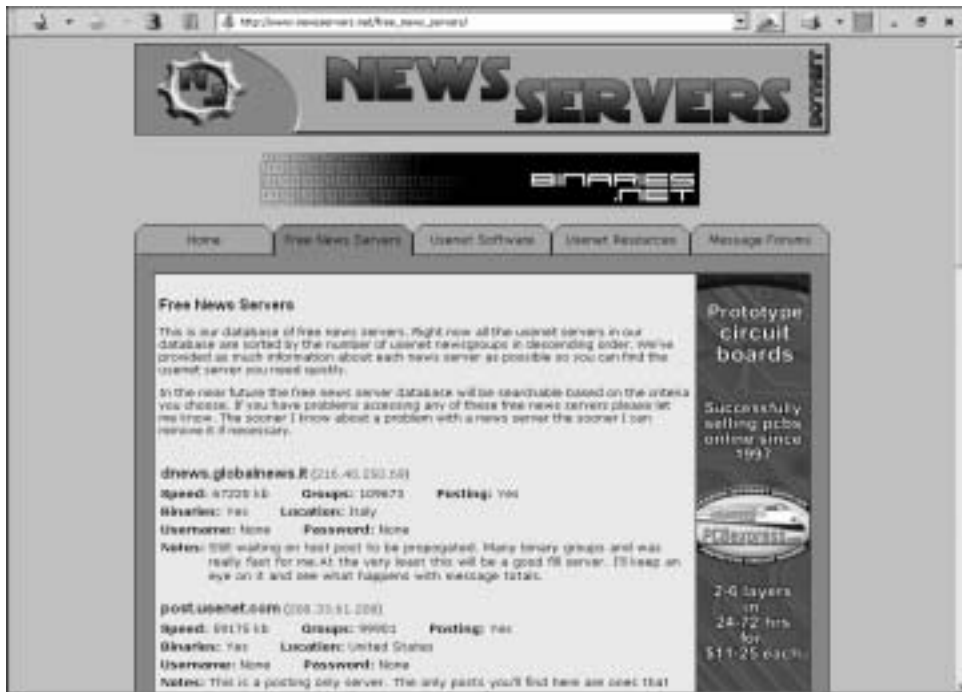 http://www.newsservers.net/free_news_servers/
NS
NEWS SERVERS
BINARIES
.NET
Home
Free News Servers
Usenet Software
Usenet Resources
Message Forums
Free News Servers
This is our database of free news servers. Right now all the usenet servers in our
database are sorted by the number of usenet newsgroups in descending order. We've
provided as much information about each news server as possible so you can find the
usenet server you need quickly.
In the near future the free news server database will be searchable based on the criteria
you choose. If you have problems accessing any of these free news servers please let
me know. The sooner I know about a problem with a news server the sooner I can
remove it if necessary.
dnews.globalnews.it
Speed: kb Groups: 109673 Posting: Yes
Binaries: Yes Location: Italy
Username: None Password: None
Notes: Still waiting on test post to be propogated. Many binary groups and was
really fast for me.At the very least this will be a good fill server. I'll keep an
eye on it and see what happens with message totals.
post.usenet.com
Speed: kb Groups: 99901 Posting: Yes
Binaries: Yes Location: United States
Username: None Password: None
Notes: This is a posting only server. The only posts you'll find here are ones that
Prototype
circuit
boards
Successfully
selling pcbs
online since
1997
PCBexpress
2-6 layers
in
24-72 hrs
for
$11-25 each